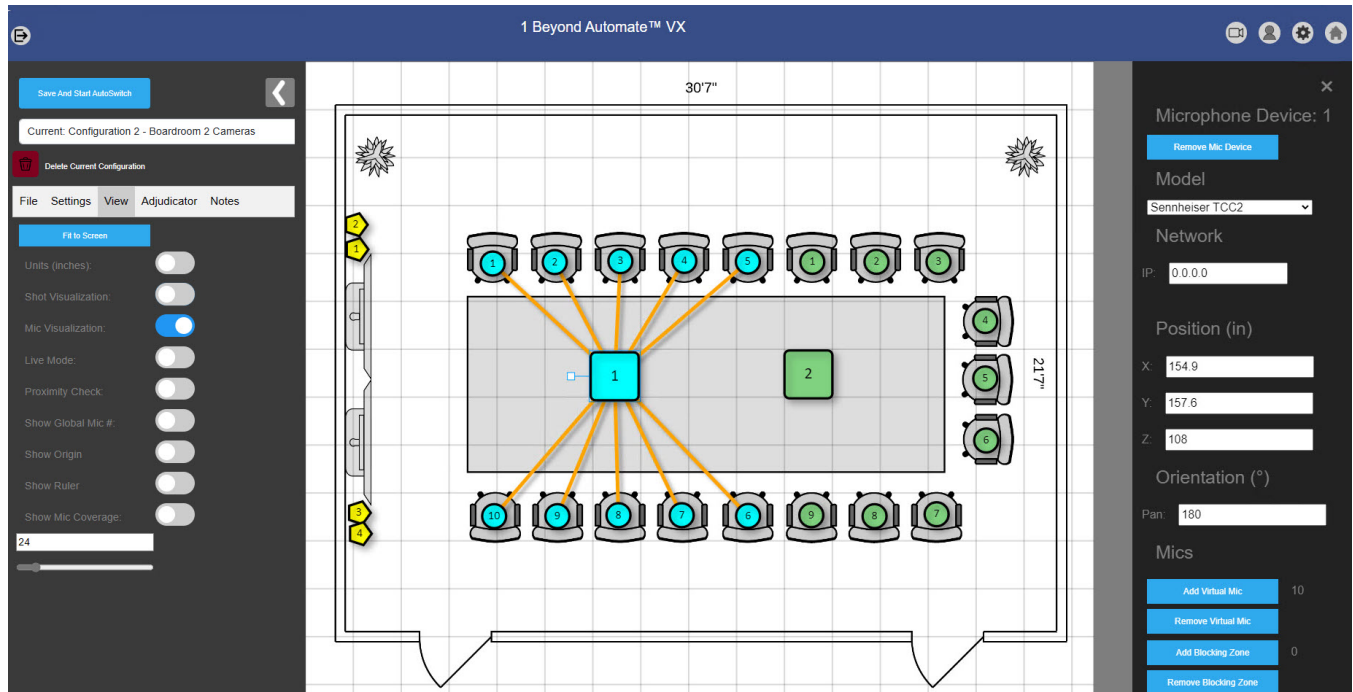 1 Beyond Automate™ VX
Save And Start AutoSwitch
Current: Configuration 2 - Boardroom 2 Cameras
Delete Current Configuration
File Settings View Adjudicator Notes
Fit to Screen
Units (inches):
Shot Visualization:
Mic Visualization:
Live Mode:
Proximity Check:
Show Global Mic #:
Show Origin
Show Ruler
Show Mic Coverage:
24
30'7"
2
1
1 2 3 4 5 1 2 3
4
5
6
1 2
21'7"
3
4
10 9 8 7 6 9 8 7
×
Microphone Device: 1
Remove Mic Device
Model
Sennheiser TCC2
Network
IP: 0.0.0.0
Position (in)
X: 154.9
Y: 157.6
Z: 108
Orientation (°)
Pan: 180
Mics
Add Virtual Mic 10
Remove Virtual Mic
Add Blocking Zone 0
Remove Blocking Zone